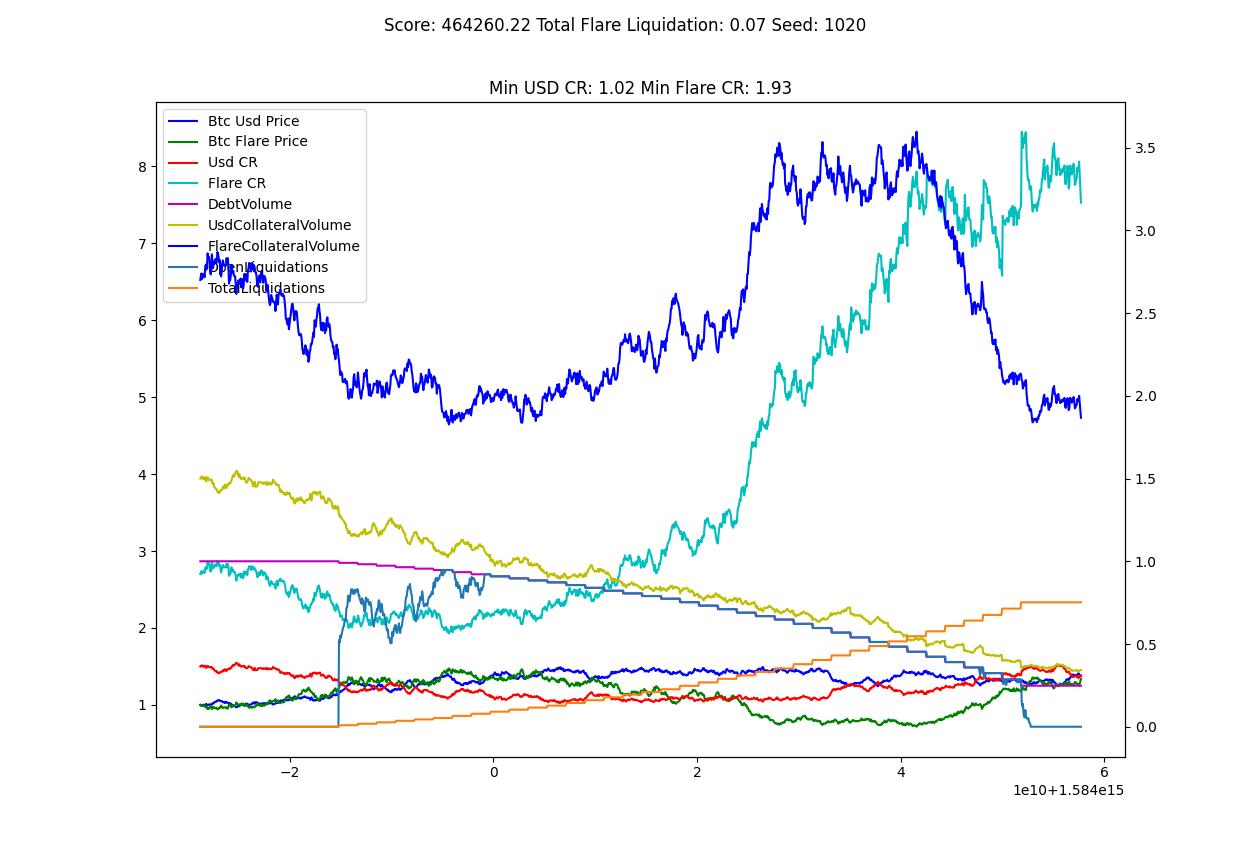 Score: 464260.22 Total Flare Liquidation: 0.07 Seed: 1020
Min USD CR: 1.02 Min Flare CR: 1.93
Btc Usd Price
Btc Flare Price
Usd CR
Flare CR
DebtVolume
UsdCollateralVolume
FlareCollateralVolume
OpenLiquidations
TotalLiquidations
8
7
6
5
4
3
2
1
3.5
3.0
2.5
2.0
1.5
1.0
0.5
0.0
−2 0 2 4 6
1e10+1.584e15